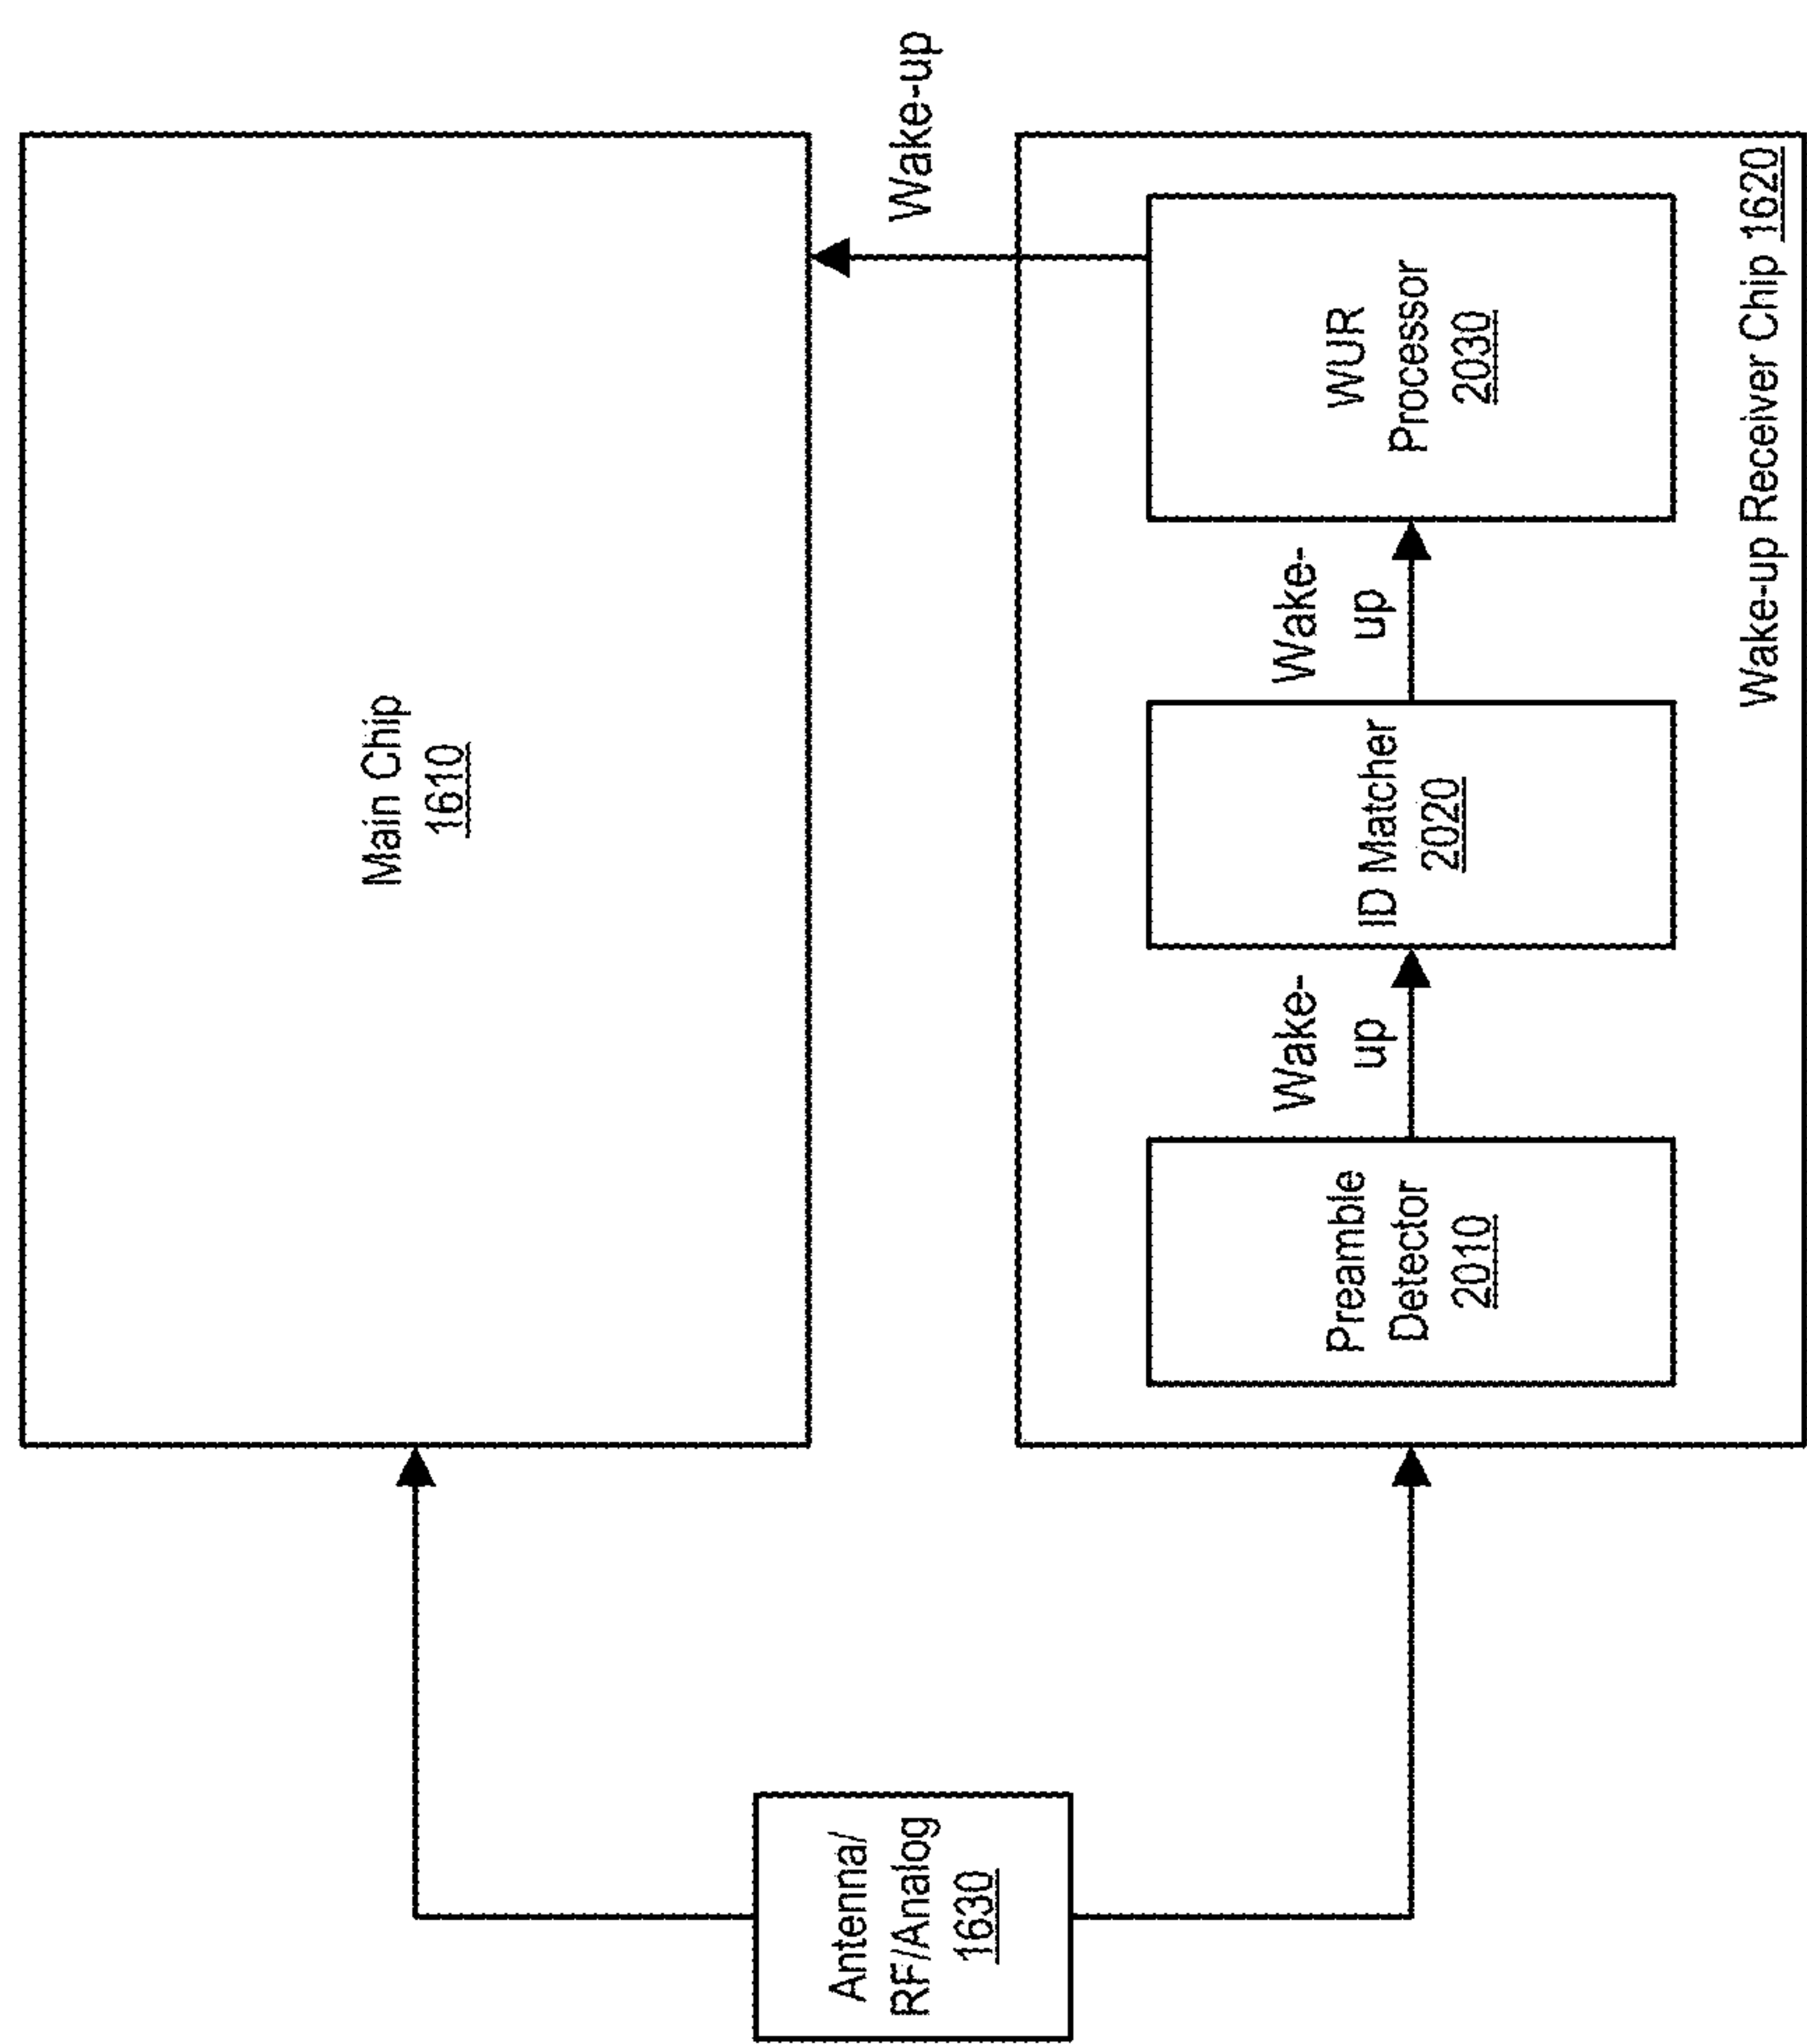 Main Chip
1610
Wake-up
Antenna/
RF/Analog
1630
Preamble
Detector
2010
Wake-
up
ID Matcher
2020
Wake-
up
WUR
Processor
2030
Wake-up Receiver Chip 1620